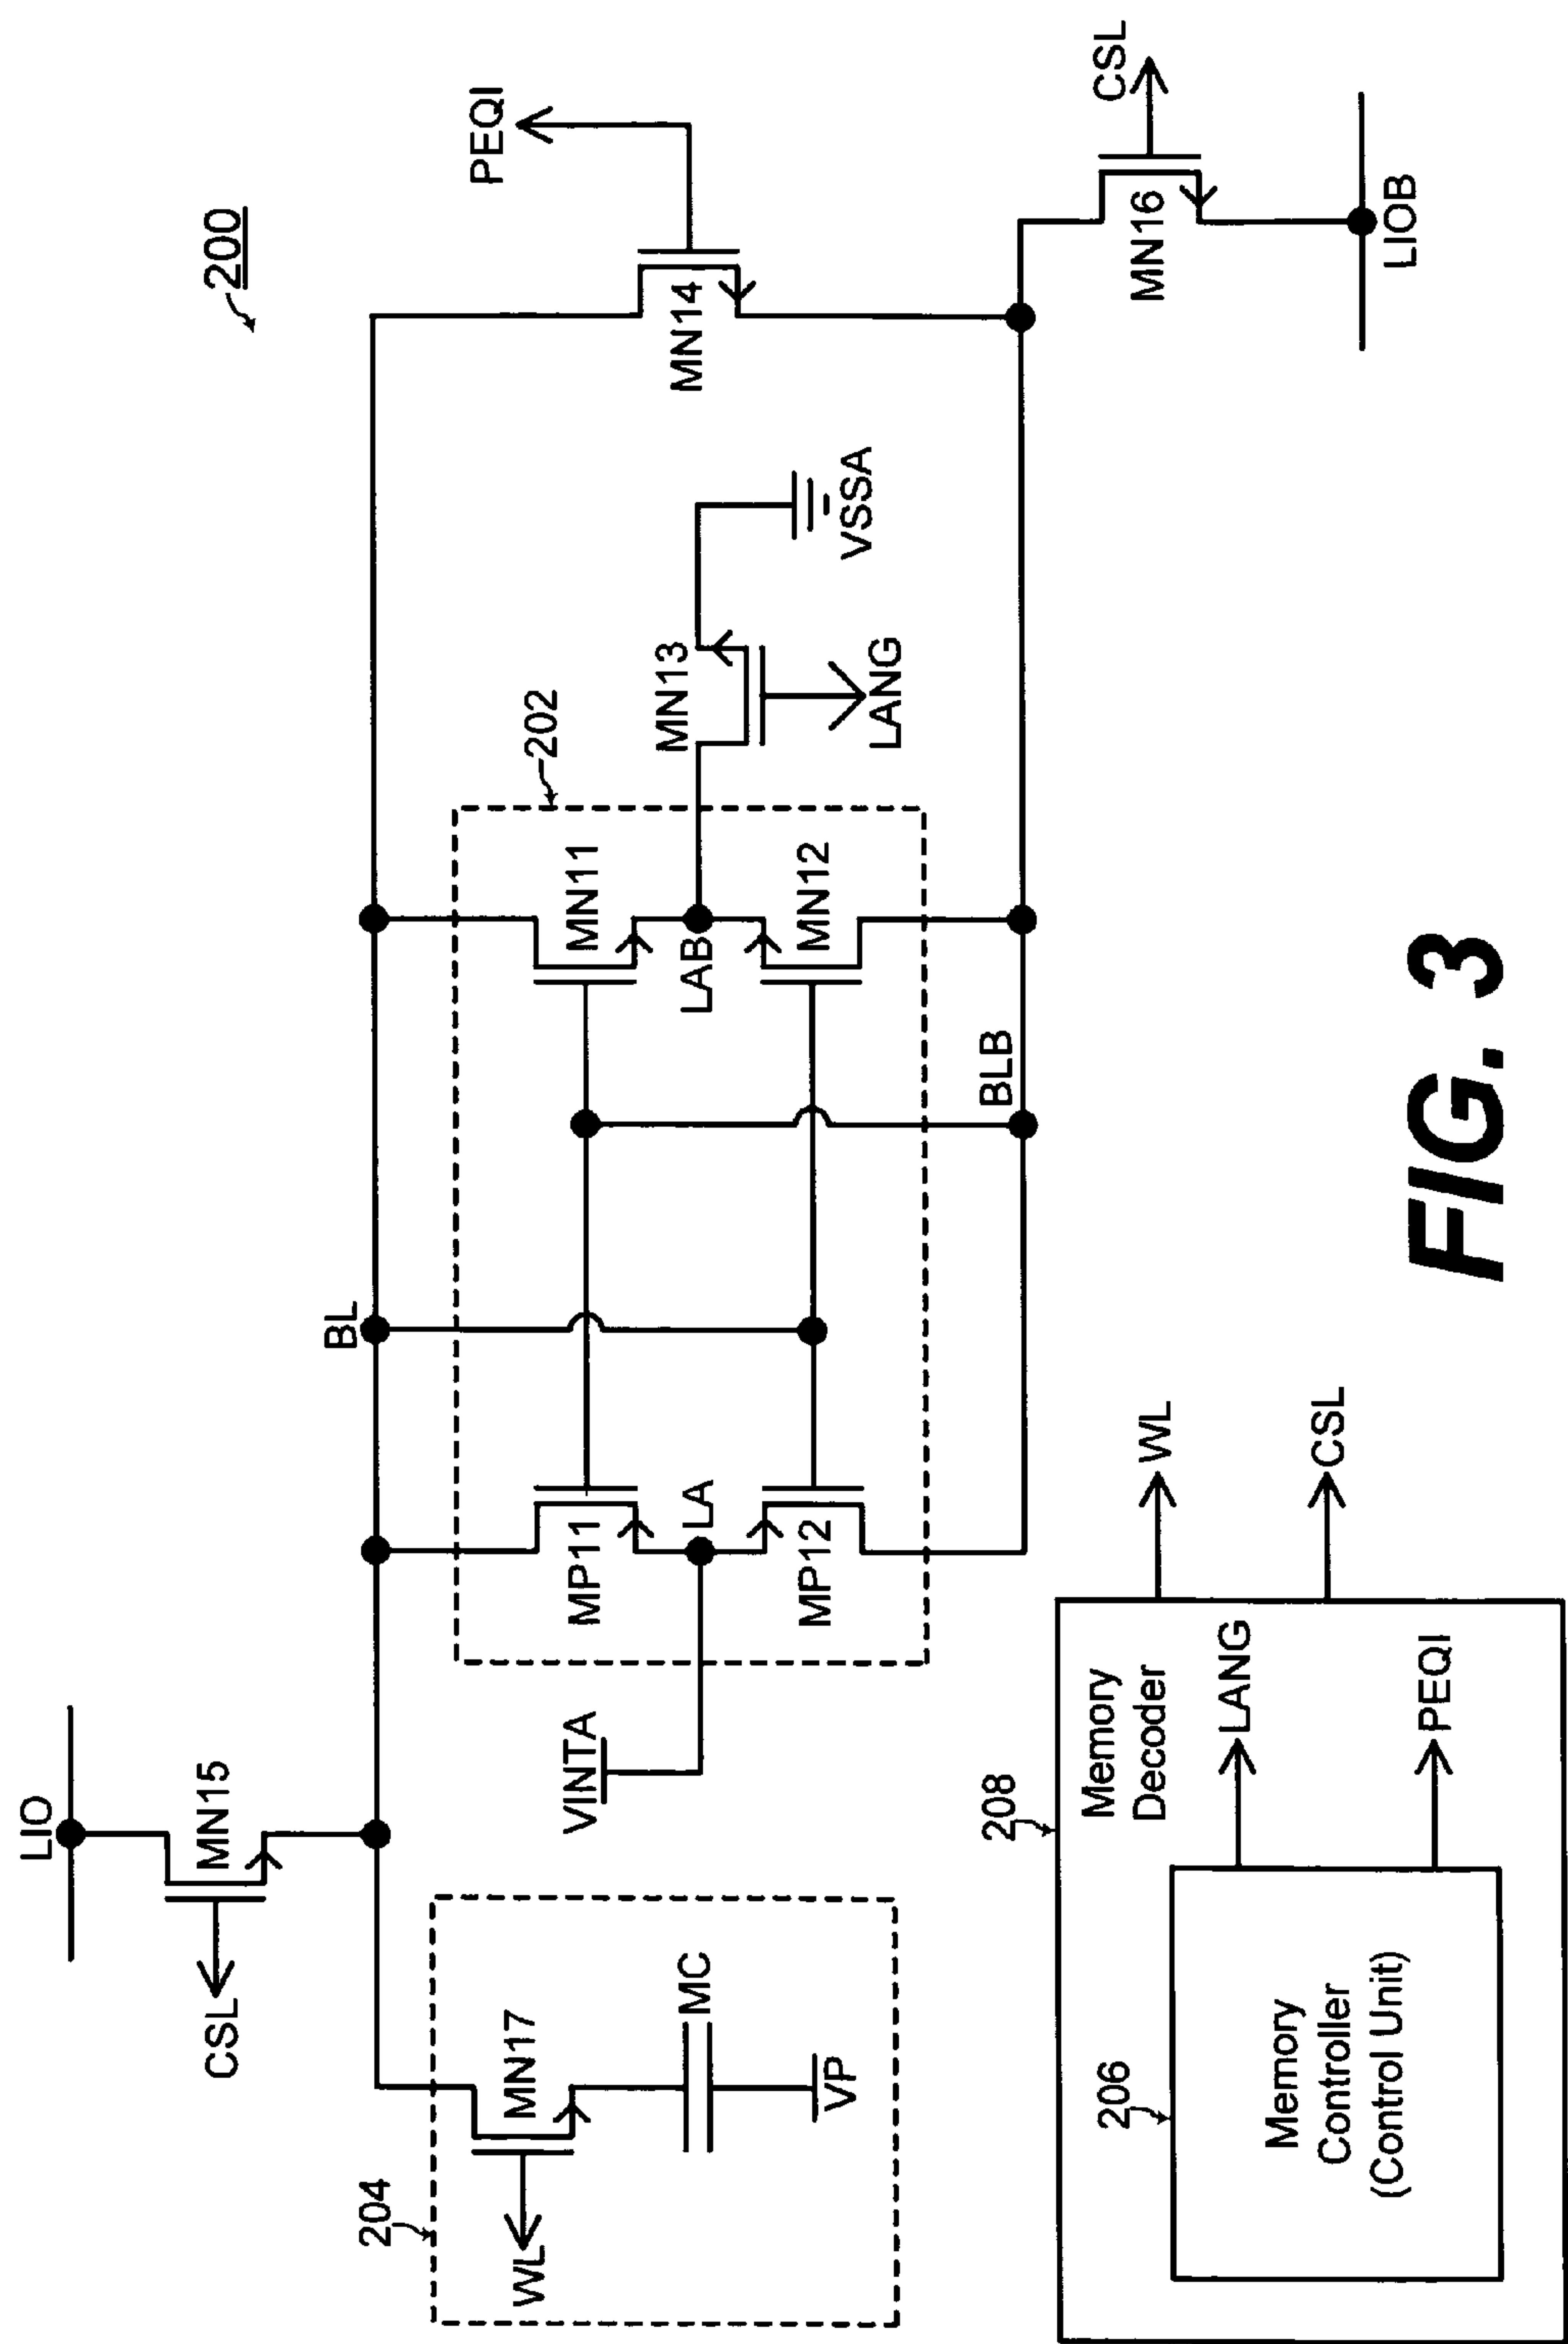 200
LIO
MN15
CSL
BL
PEQI
MN14
204
WL
MN17
MC
VP
VINTA
202
MP11
LA
MP12
MN11
LAB
MN12
MN13
LANG
VSSA
BLB
CSL
MN16
LIOB
208
Memory
Decoder
WL
CSL
LANG
PEQI
206
Memory
Controller
(Control Unit)
FIG. 3